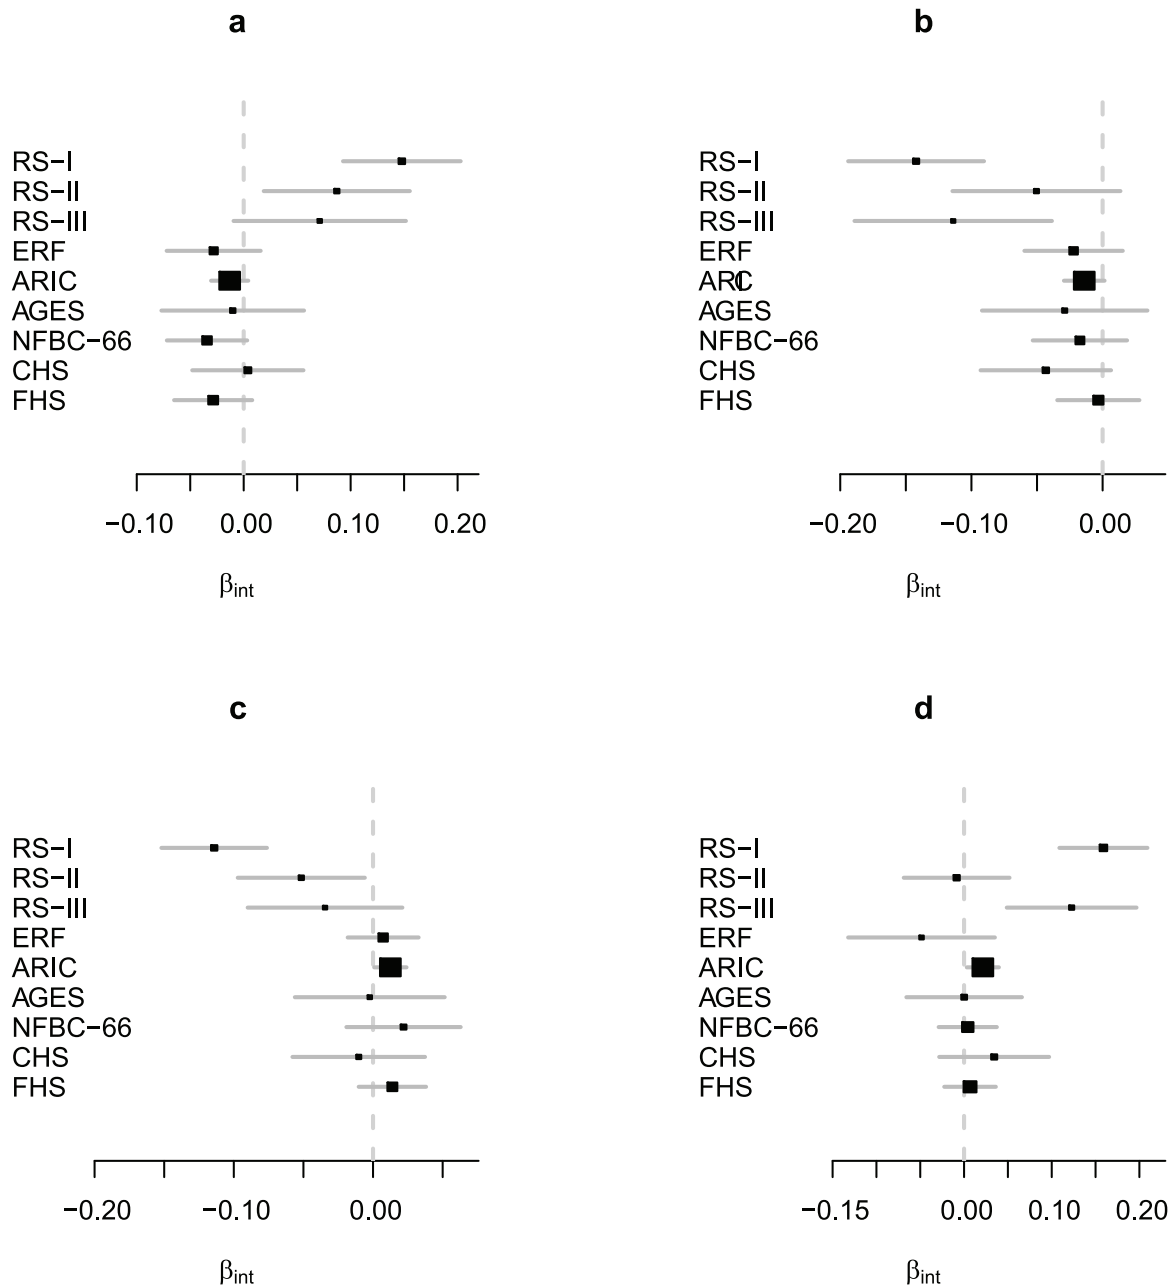 a
RS−I
RS−II
RS−III
ERF
ARIC
AGES
NFBC−66
CHS
FHS
−0.10 0.00 0.10 0.20
βint
b
RS−I
RS−II
RS−III
ERF
ARIC
AGES
NFBC−66
CHS
FHS
−0.20 −0.10 0.00
βint
c
RS−I
RS−II
RS−III
ERF
ARIC
AGES
NFBC−66
CHS
FHS
−0.20 −0.10 0.00
βint
d
RS−I
RS−II
RS−III
ERF
ARIC
AGES
NFBC−66
CHS
FHS
−0.15 0.00 0.10 0.20
βint